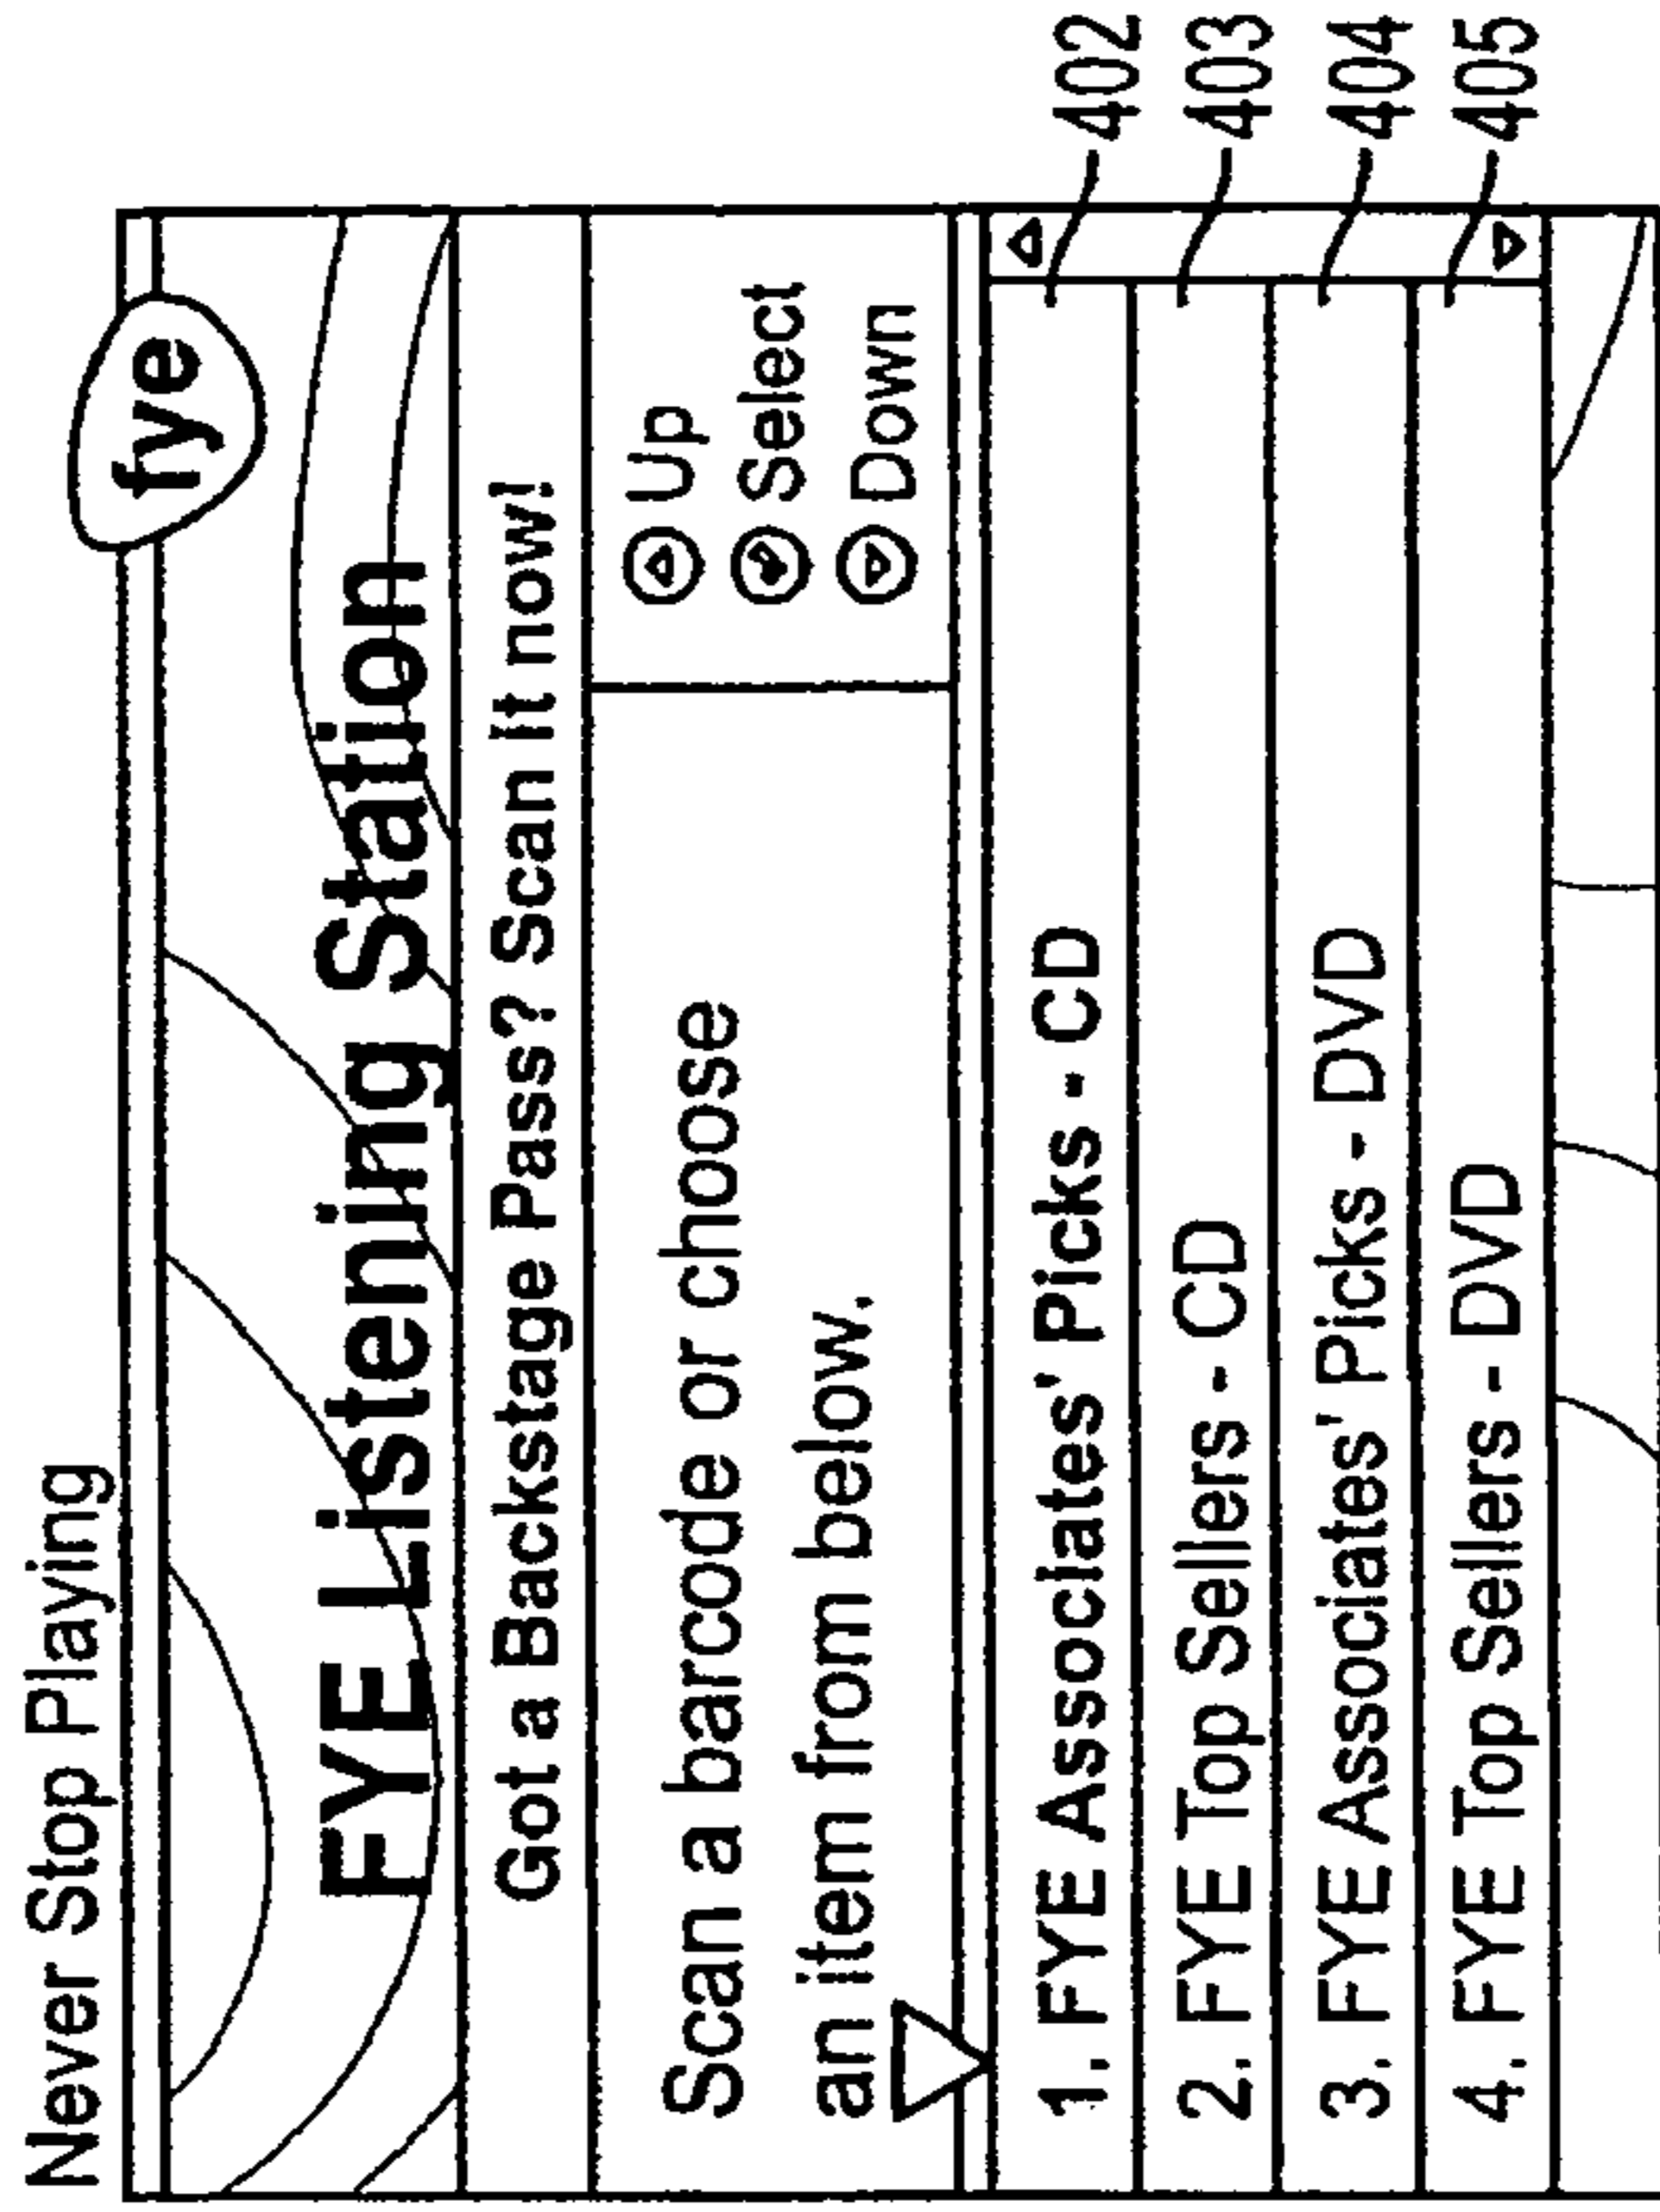 Never Stop Playing
fye
FYE Listening Station
Got a Backstage Pass? Scan it now!
Scan a barcode or choose
an item from below.
Up
Select
Down
1. FYE Associates' Picks - CD
402
2. FYE Top Sellers - CD
403
3. FYE Associates' Picks - DVD
404
4. FYE Top Sellers - DVD
405